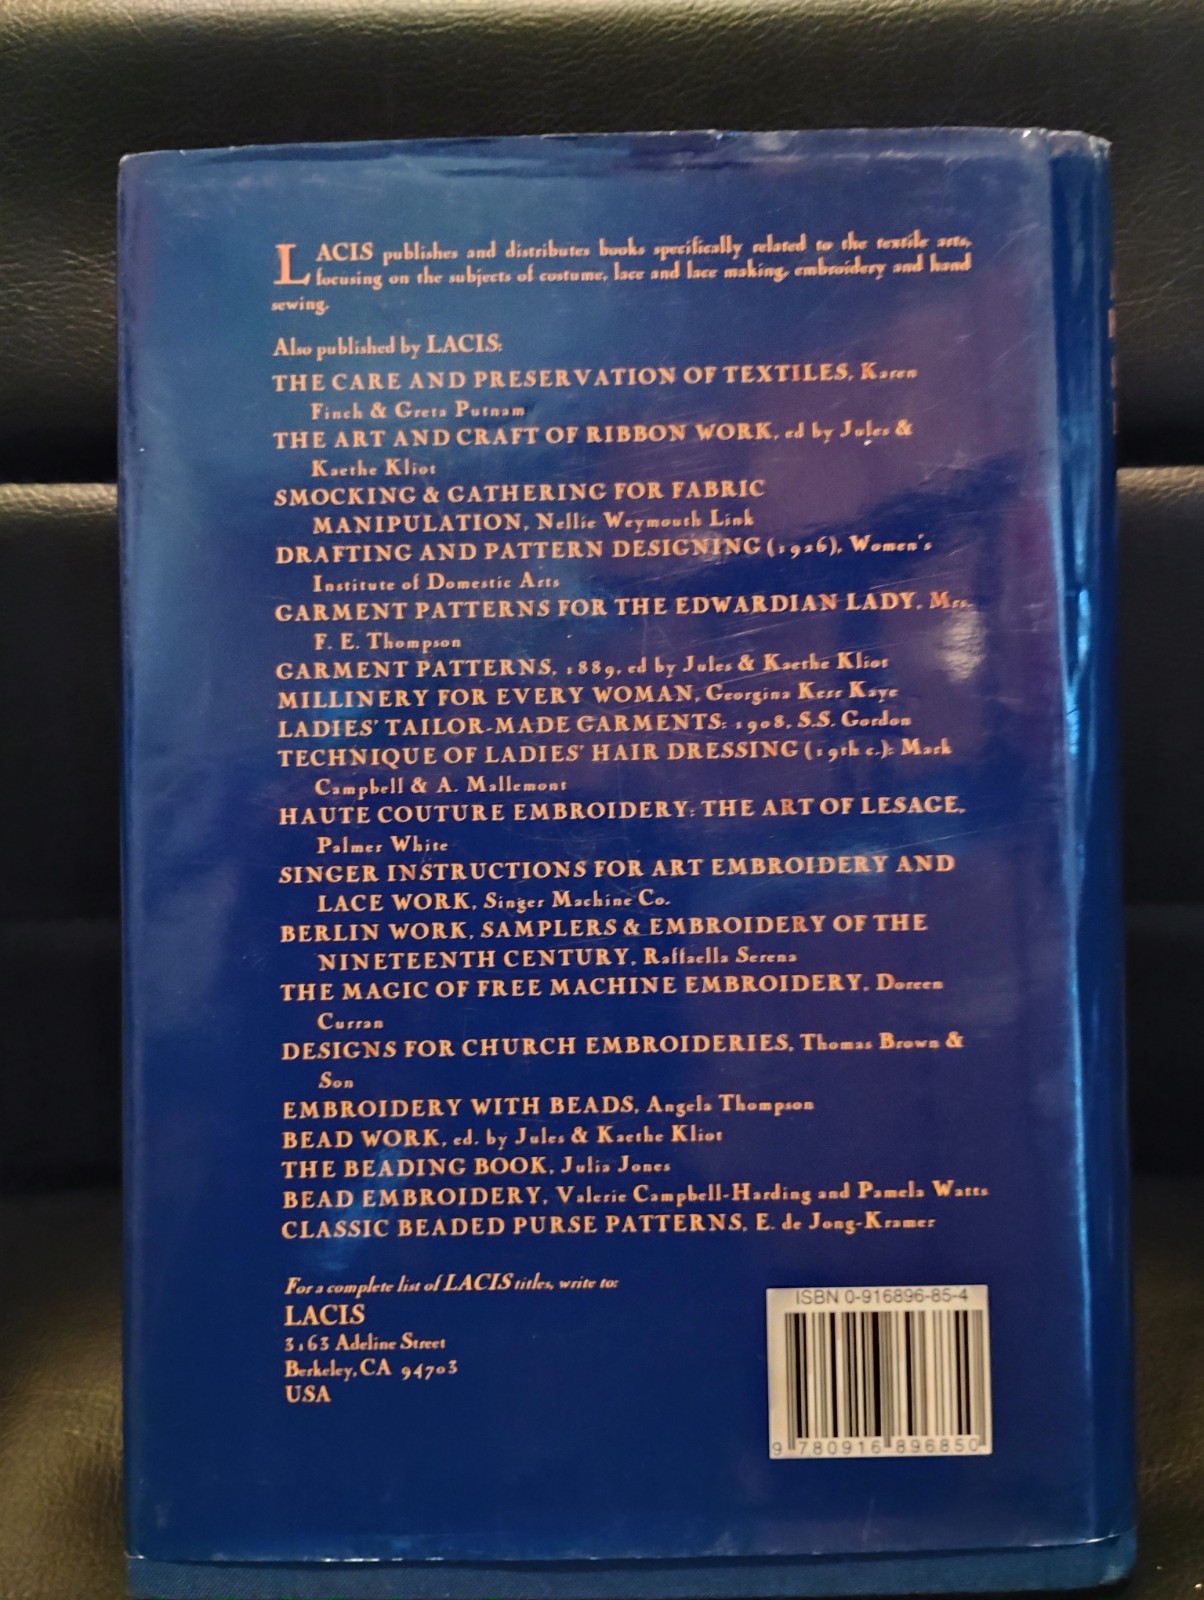 LACIS publishes and distributes books specifically related to the textile arts,
focusing on the subjects of costume, lace and lace making, embroidery and hand
sewing.
Also published by LACIS:
THE CARE AND PRESERVATION OF TEXTILES, Karen
Finch & Greta Putnam
THE ART AND CRAFT OF RIBBON WORK, ed by Jules &
Kaethe Kliot
SMOCKING & GATHERING FOR FABRIC
MANIPULATION, Nellie Weymouth Link
DRAFTING AND PATTERN DESIGNING (1926), Women's
Institute of Domestic Arts
GARMENT PATTERNS FOR THE EDWARDIAN LADY, Mrs.
F. E. Thompson
GARMENT PATTERNS, 1889, ed by Jules & Kaethe Kliot
MILLINERY FOR EVERY WOMAN, Georgina Kerr Kaye
LADIES' TAILOR-MADE GARMENTS: 1908, S.S. Gordon
TECHNIQUE OF LADIES' HAIR DRESSING (19th c.): Mark
Campbell & A. Mallemont
HAUTE COUTURE EMBROIDERY: THE ART OF LESAGE,
Palmer White
SINGER INSTRUCTIONS FOR ART EMBROIDERY AND
LACE WORK, Singer Machine Co.
BERLIN WORK, SAMPLERS & EMBROIDERY OF THE
NINETEENTH CENTURY, Raffaella Serena
THE MAGIC OF FREE MACHINE EMBROIDERY, Doreen
Curran
DESIGNS FOR CHURCH EMBROIDERIES, Thomas Brown &
Son
EMBROIDERY WITH BEADS, Angela Thompson
BEAD WORK, ed. by Jules & Kaethe Kliot
THE BEADING BOOK, Julia Jones
BEAD EMBROIDERY, Valerie Campbell-Harding and Pamela Watts
CLASSIC BEADED PURSE PATTERNS, E. de Jong-Kramer
For a complete list of LACIS titles, write to:
LACIS
3163 Adeline Street
Berkeley, CA 94703
USA
ISBN 0-916896-85-4
9 780916 896850